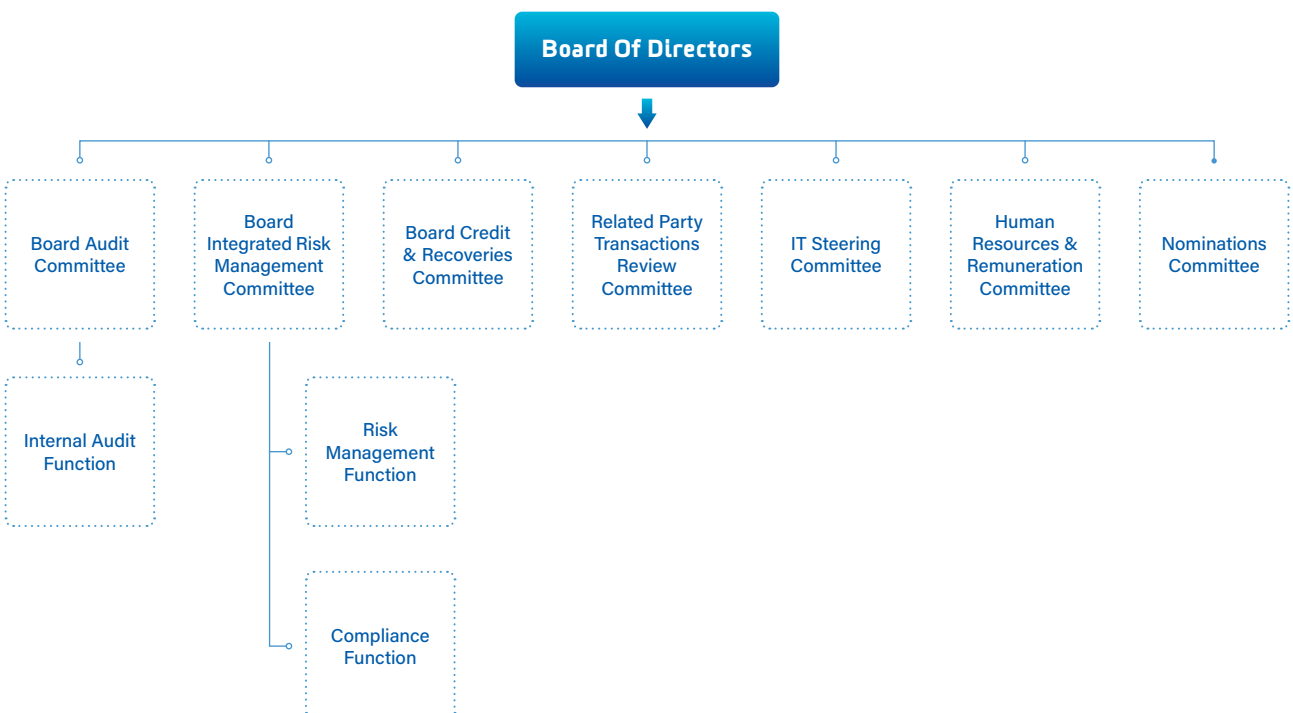 Board Of Directors
Board Audit
Committee
Board
Integrated Risk
Management
Committee
Board Credit
& Recoveries
Committee
Related Party
Transactions
Review
Committee
IT Steering
Committee
Human
Resources &
Remuneration
Committee
Nominations
Committee
Internal Audit
Function
Risk
Management
Function
Compliance
Function